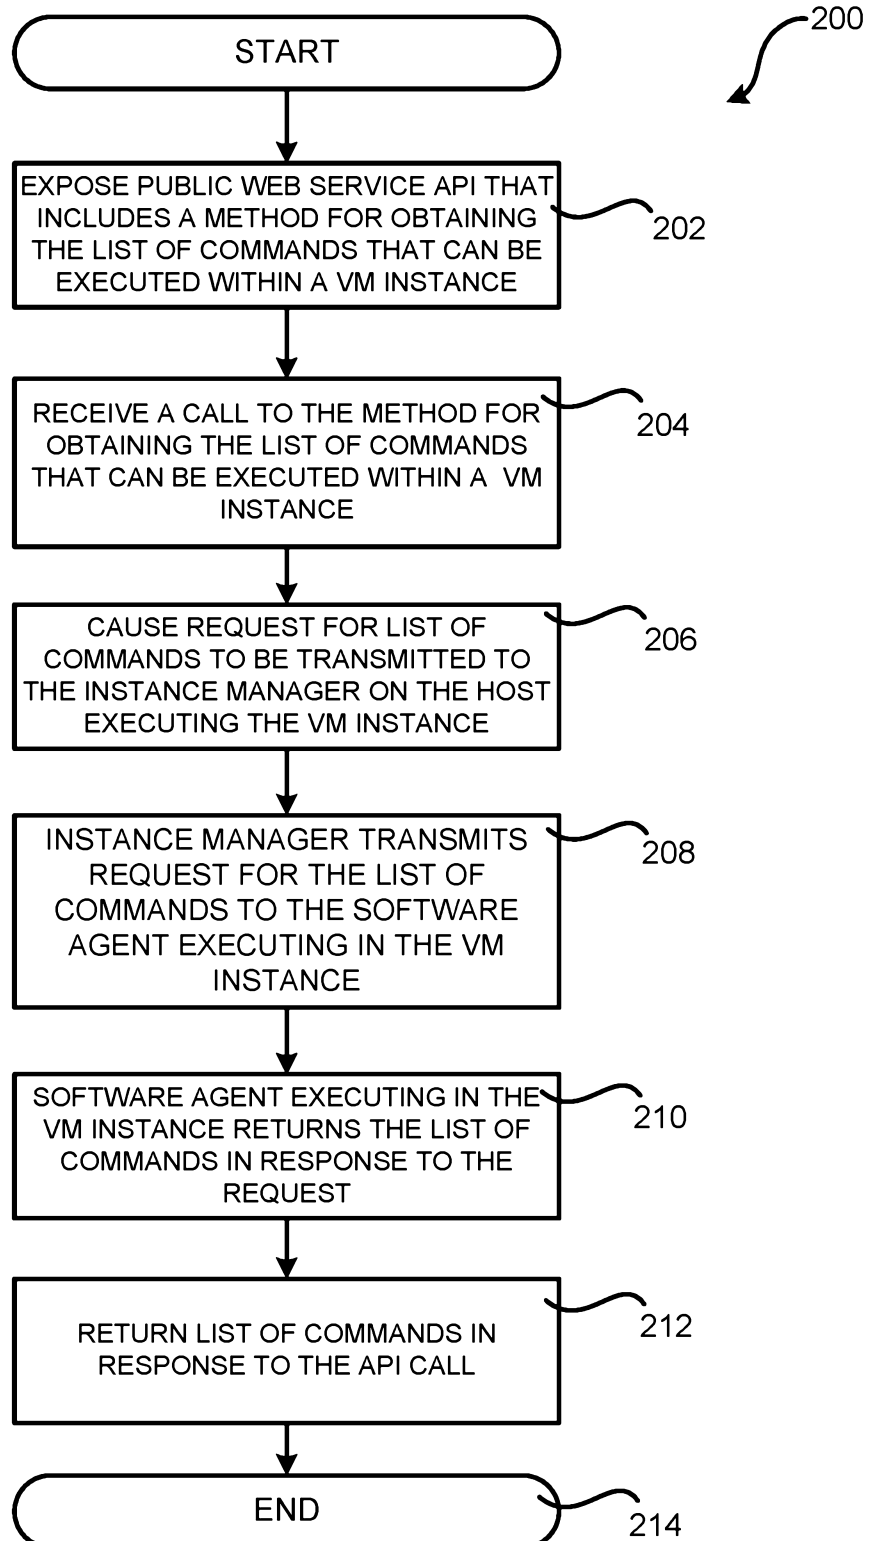 START
200
EXPOSE PUBLIC WEB SERVICE API THAT
INCLUDES A METHOD FOR OBTAINING
THE LIST OF COMMANDS THAT CAN BE
EXECUTED WITHIN A VM INSTANCE
202
RECEIVE A CALL TO THE METHOD FOR
OBTAINING THE LIST OF COMMANDS
THAT CAN BE EXECUTED WITHIN A VM
INSTANCE
204
CAUSE REQUEST FOR LIST OF
COMMANDS TO BE TRANSMITTED TO
THE INSTANCE MANAGER ON THE HOST
EXECUTING THE VM INSTANCE
206
INSTANCE MANAGER TRANSMITS
REQUEST FOR THE LIST OF
COMMANDS TO THE SOFTWARE
AGENT EXECUTING IN THE VM
INSTANCE
208
SOFTWARE AGENT EXECUTING IN THE
VM INSTANCE RETURNS THE LIST OF
COMMANDS IN RESPONSE TO THE
REQUEST
210
RETURN LIST OF COMMANDS IN
RESPONSE TO THE API CALL
212
END
214